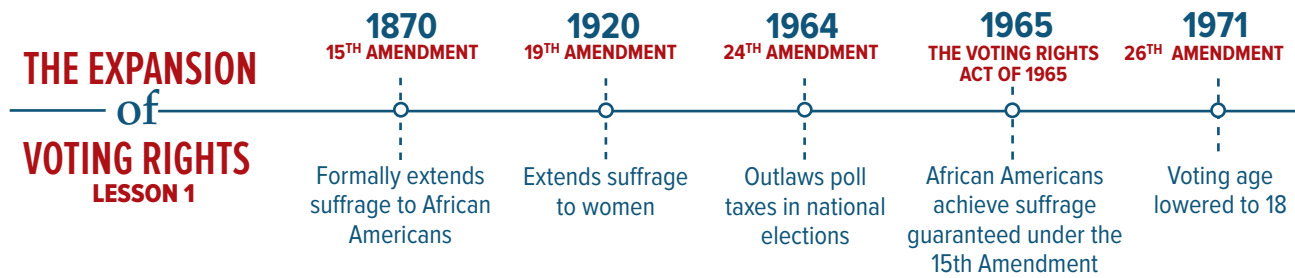 THE EXPANSION
of
VOTING RIGHTS
LESSON 1
1870
15TH AMENDMENT
Formally extends
suffrage to African
Americans
1920
19TH AMENDMENT
Extends suffrage
to women
1964
24TH AMENDMENT
Outlaws poll
taxes in national
elections
1965
THE VOTING RIGHTS
ACT OF 1965
African Americans
achieve suffrage
guaranteed under the
15th Amendment
1971
26TH AMENDMENT
Voting age
lowered to 18